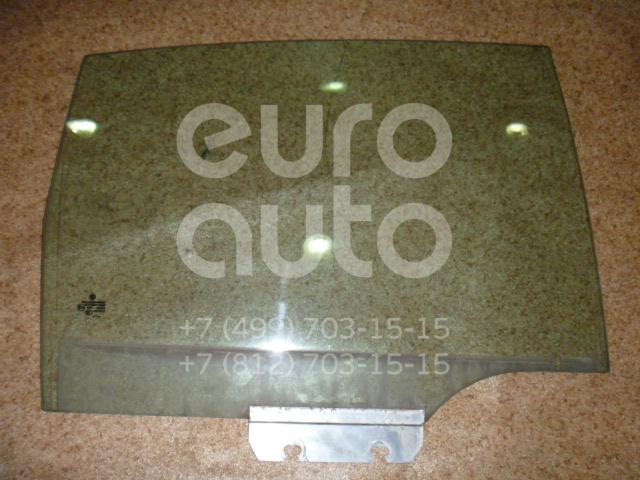 euro
auto
+7 (499) 703-15-15
+7 (812) 703-15-15